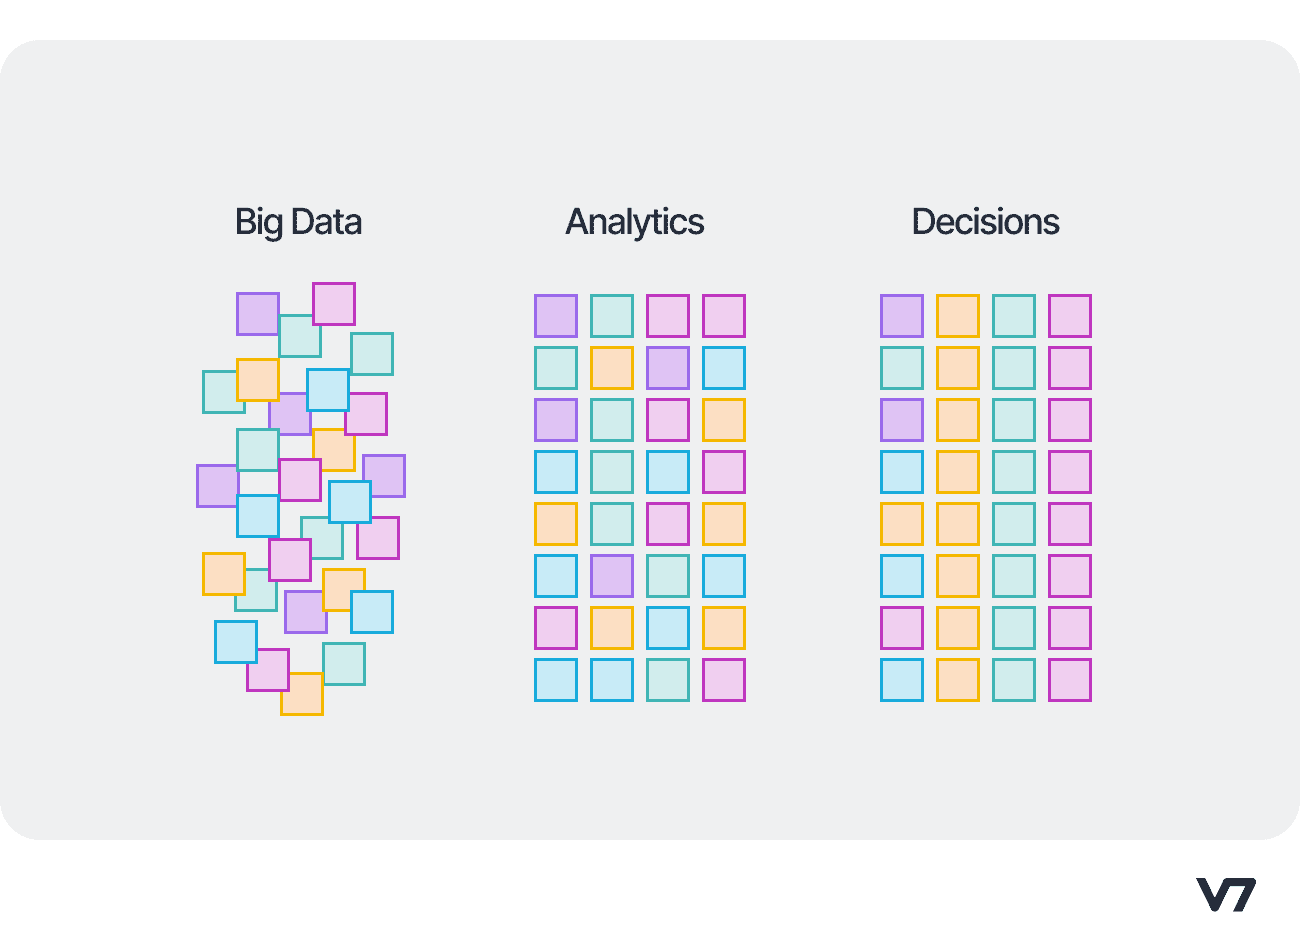 Big Data
Analytics
Decisions
V7